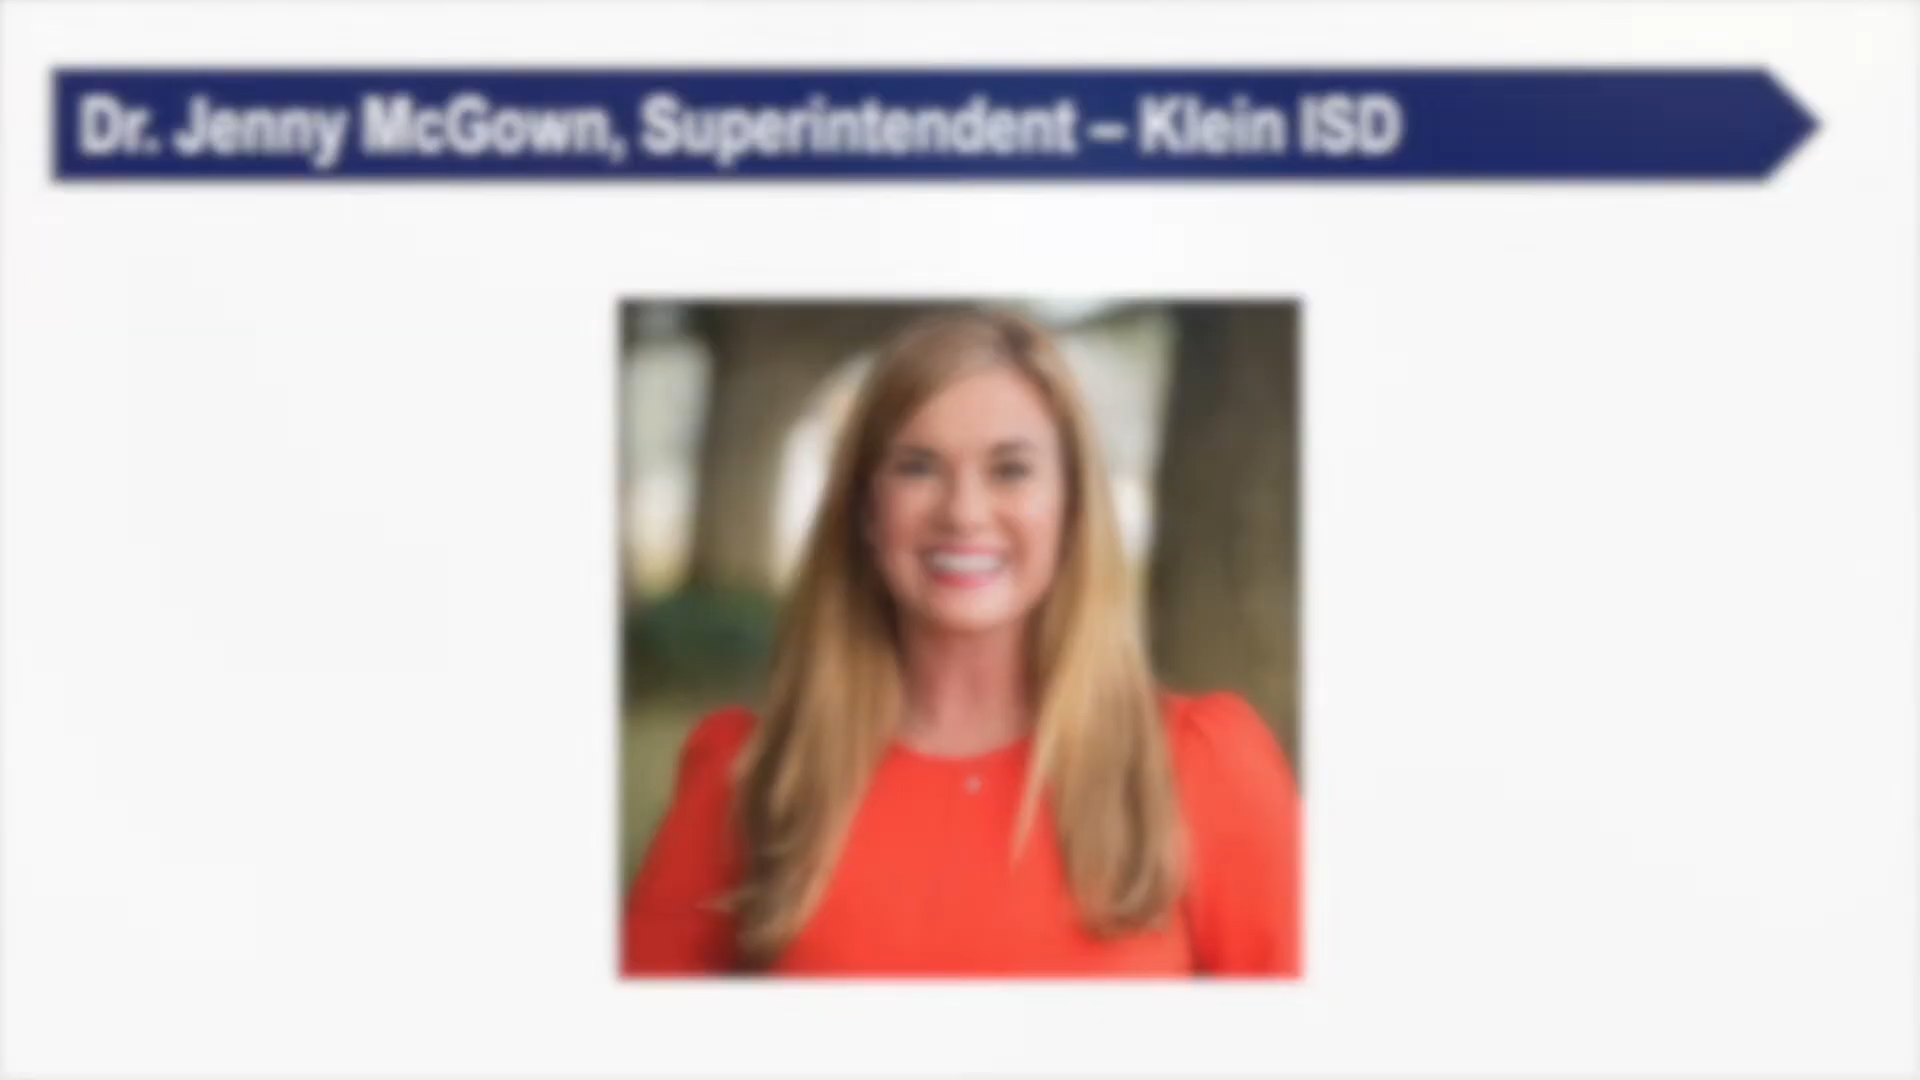 Dr. Jenny McGown, Superintendent – Klein ISD